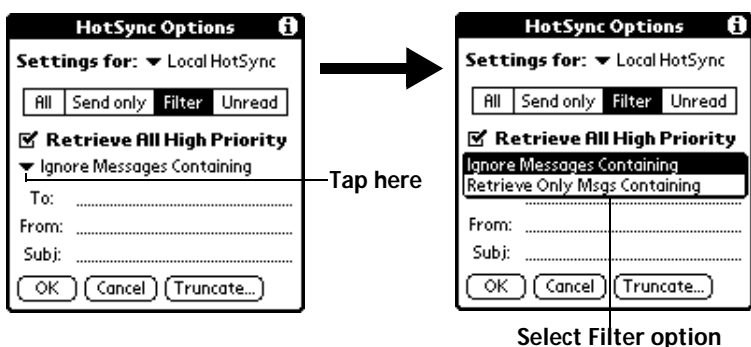 HotSync Options i
Settings for: Local HotSync
All Send only Filter Unread
Retrieve All High Priority
Ignore Messages Containing
To:
From:
Subj:
OK Cancel Truncate...
Tap here
HotSync Options i
Settings for: Local HotSync
All Send only Filter Unread
Retrieve All High Priority
Ignore Messages Containing
Retrieve Only Msgs Containing
From:
Subj:
OK Cancel Truncate...
Select Filter option